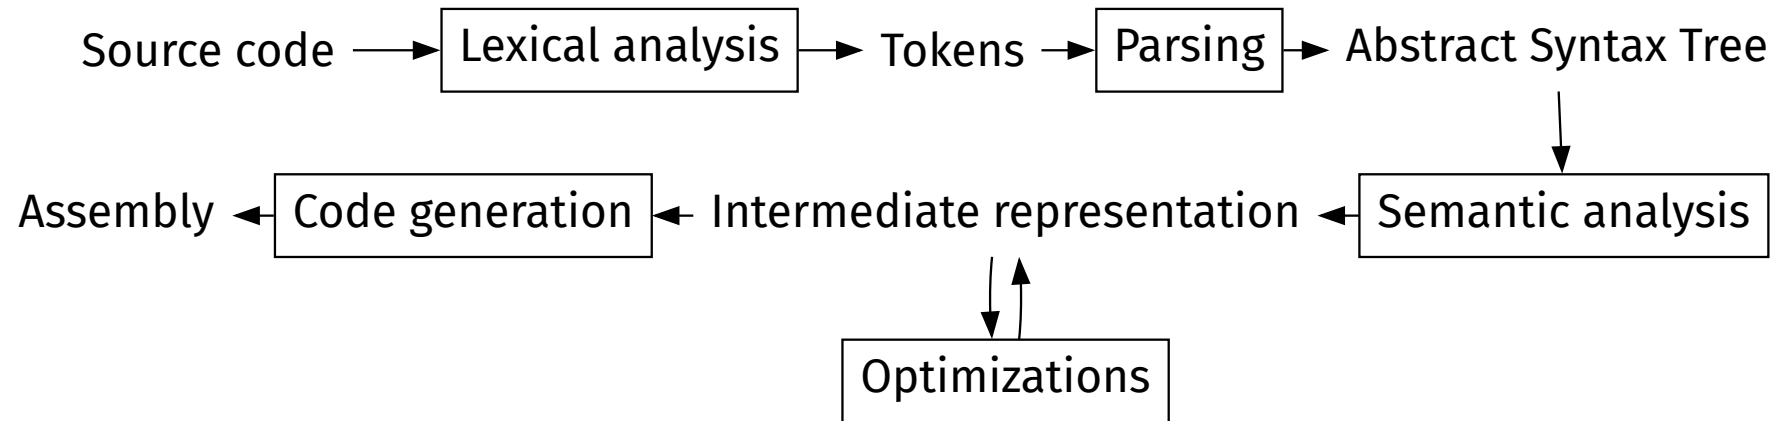 Source code
Lexical analysis
Tokens
Parsing
Abstract Syntax Tree
Assembly
Code generation
Intermediate representation
Semantic analysis
Optimizations